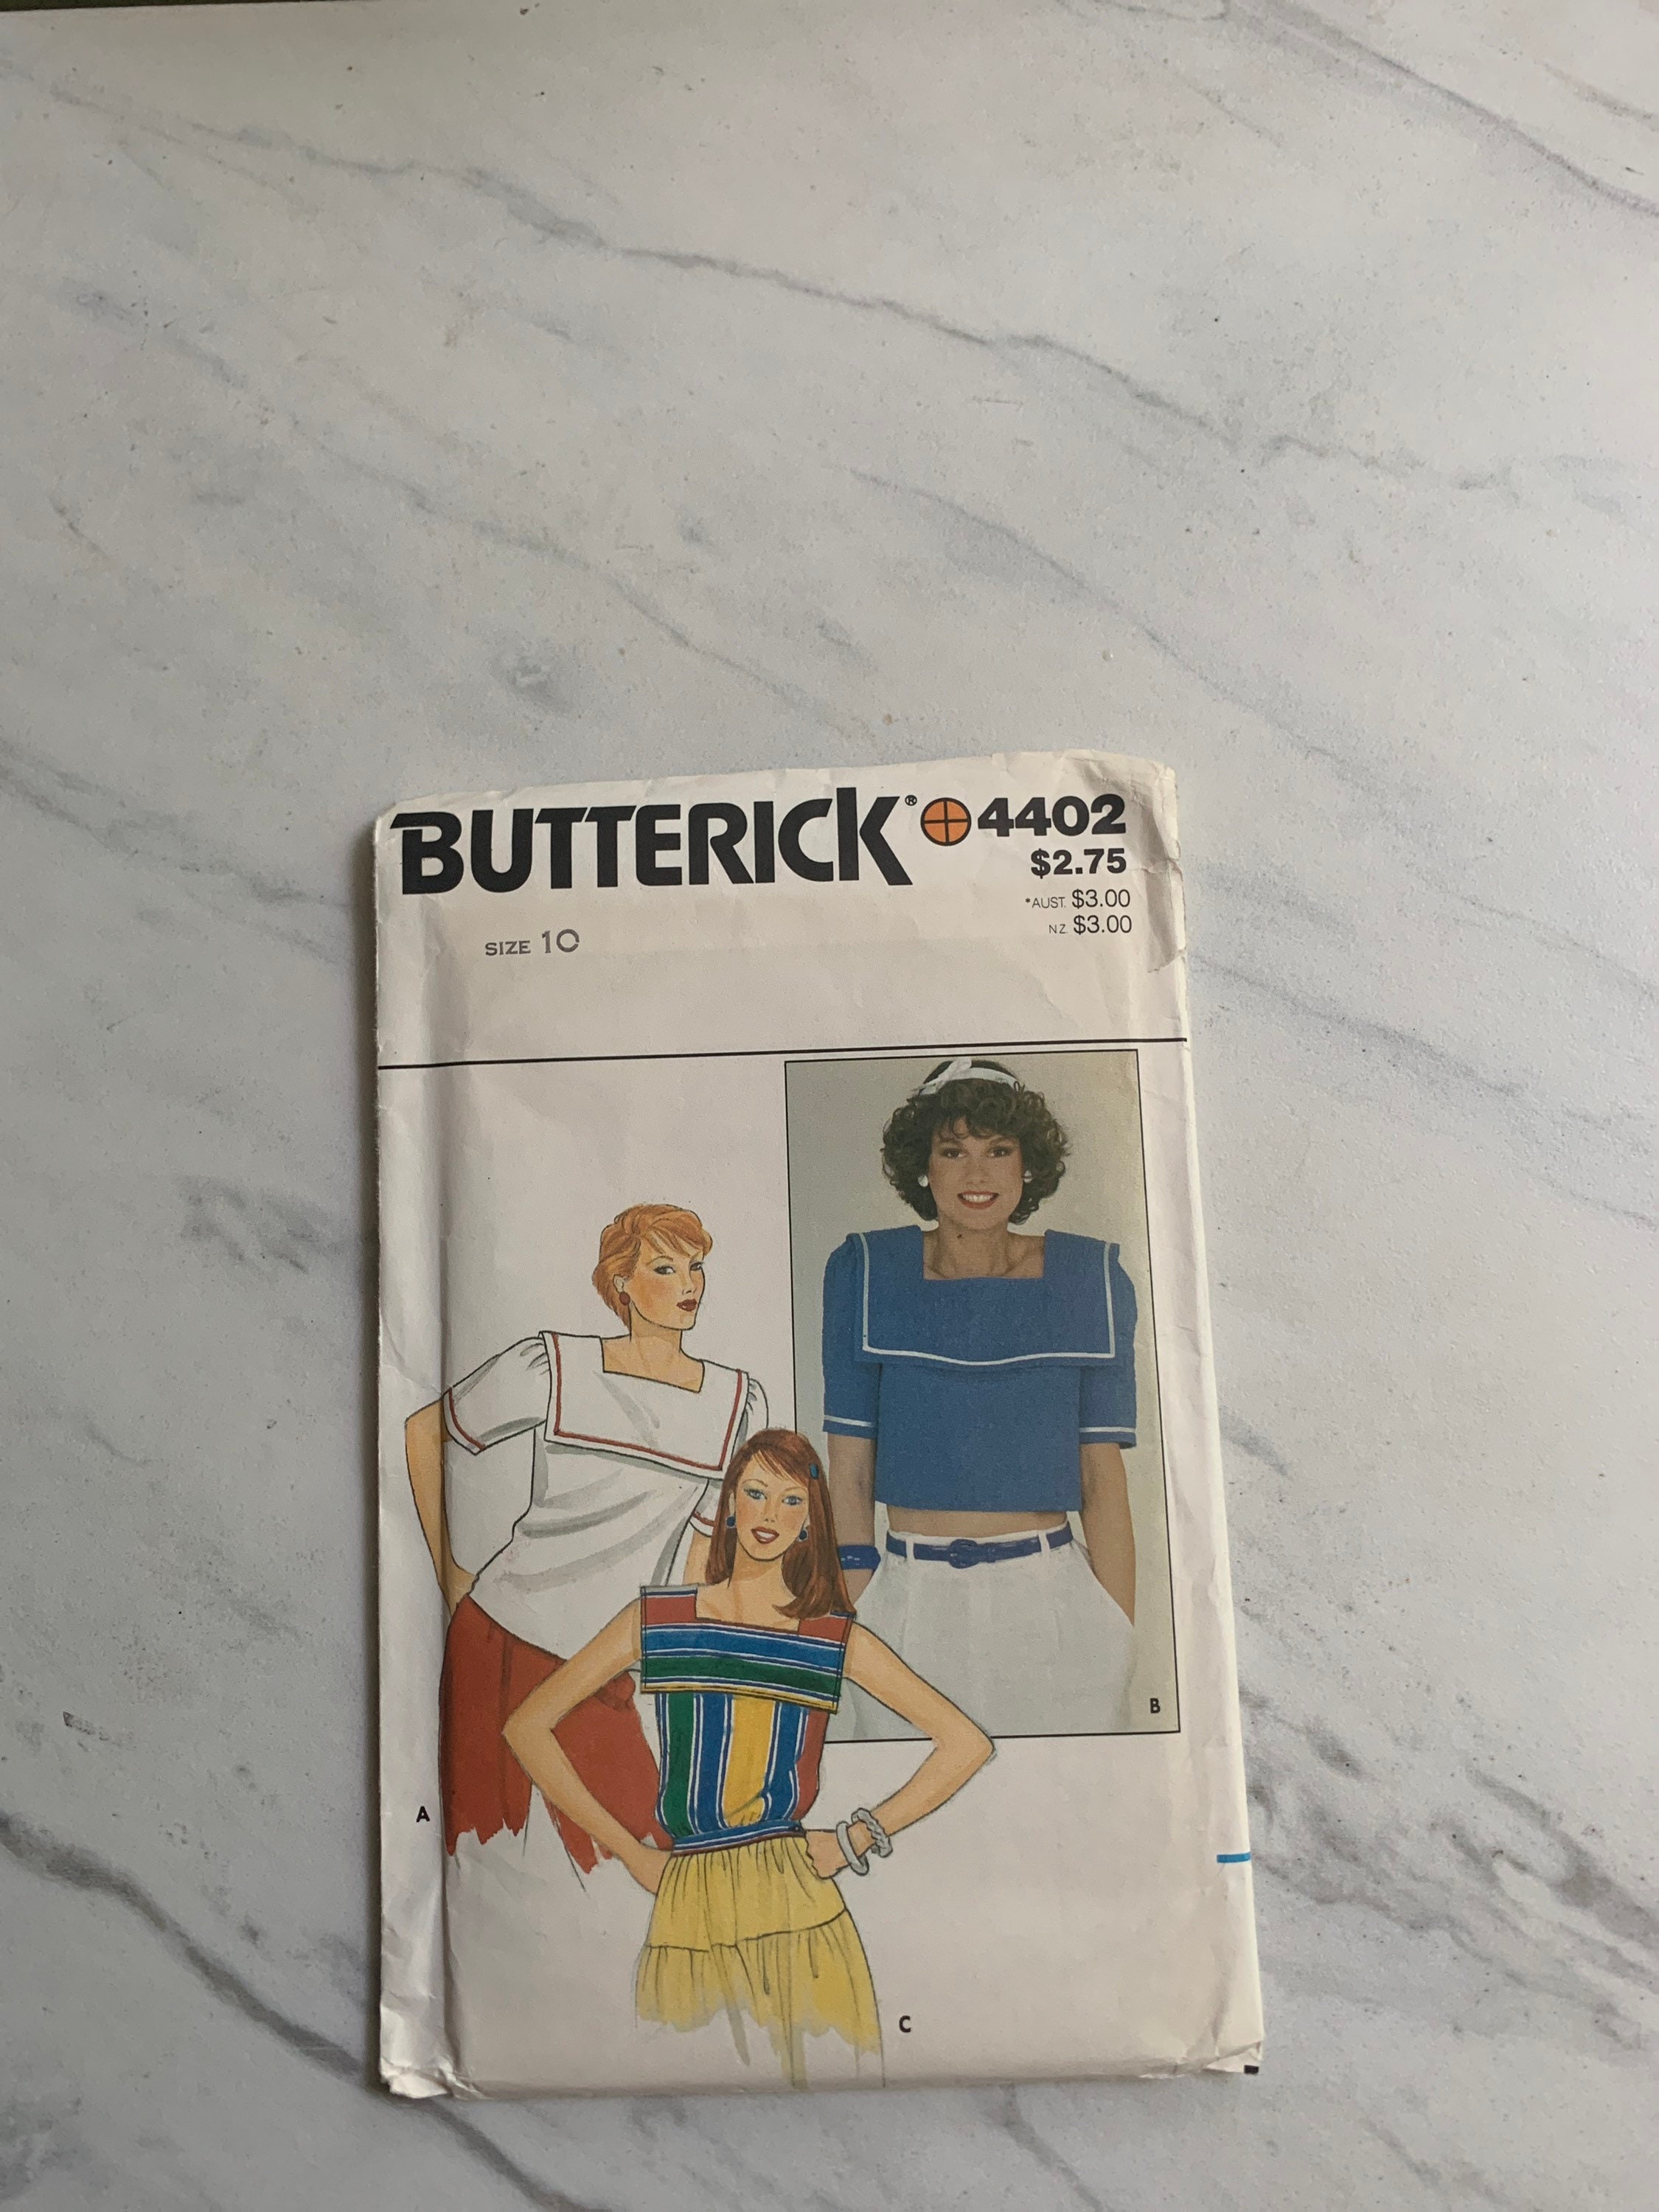 BUTTERICK® 4402
$2.75
*AUST. $3.00
NZ. $3.00
SIZE 10
B
A
C